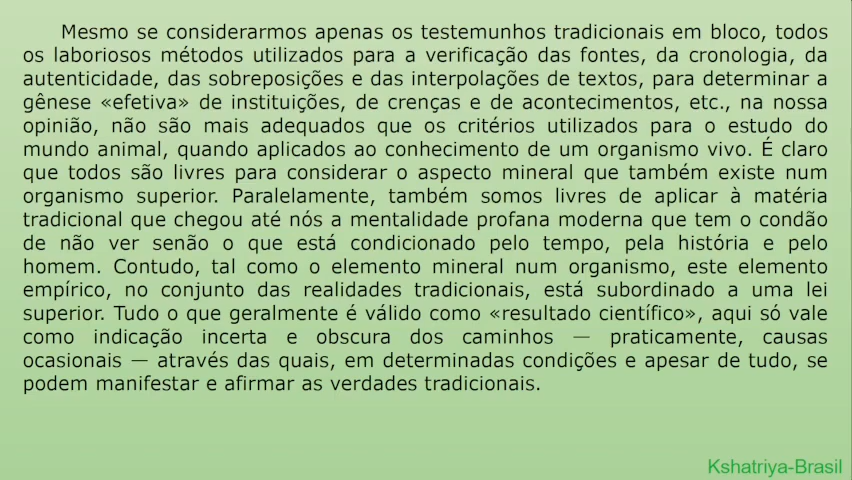 Mesmo se considerarmos apenas os testemunhos tradicionais em bloco, todos
os laboriosos métodos utilizados para a verificação das fontes, da cronologia, da
autenticidade, das sobreposições e das interpolações de textos, para determinar a
gênese «efetiva» de instituições, de crenças e de acontecimentos, etc., na nossa
opinião, não são mais adequados que os critérios utilizados para o estudo do
mundo animal, quando aplicados ao conhecimento de um organismo vivo. É claro
que todos são livres para considerar o aspecto mineral que também existe num
organismo superior. Paralelamente, também somos livres de aplicar à matéria
tradicional que chegou até nós a mentalidade profana moderna que tem o condão
de não ver senão o que está condicionado pelo tempo, pela história e pelo
homem. Contudo, tal como o elemento mineral num organismo, este elemento
empírico, no conjunto das realidades tradicionais, está subordinado a uma lei
superior. Tudo o que geralmente é válido como «resultado científico», aqui só vale
como indicação incerta e obscura dos caminhos — praticamente, causas
ocasionais — através das quais, em determinadas condições e apesar de tudo, se
podem manifestar e afirmar as verdades tradicionais.
Kshatriya-Brasil